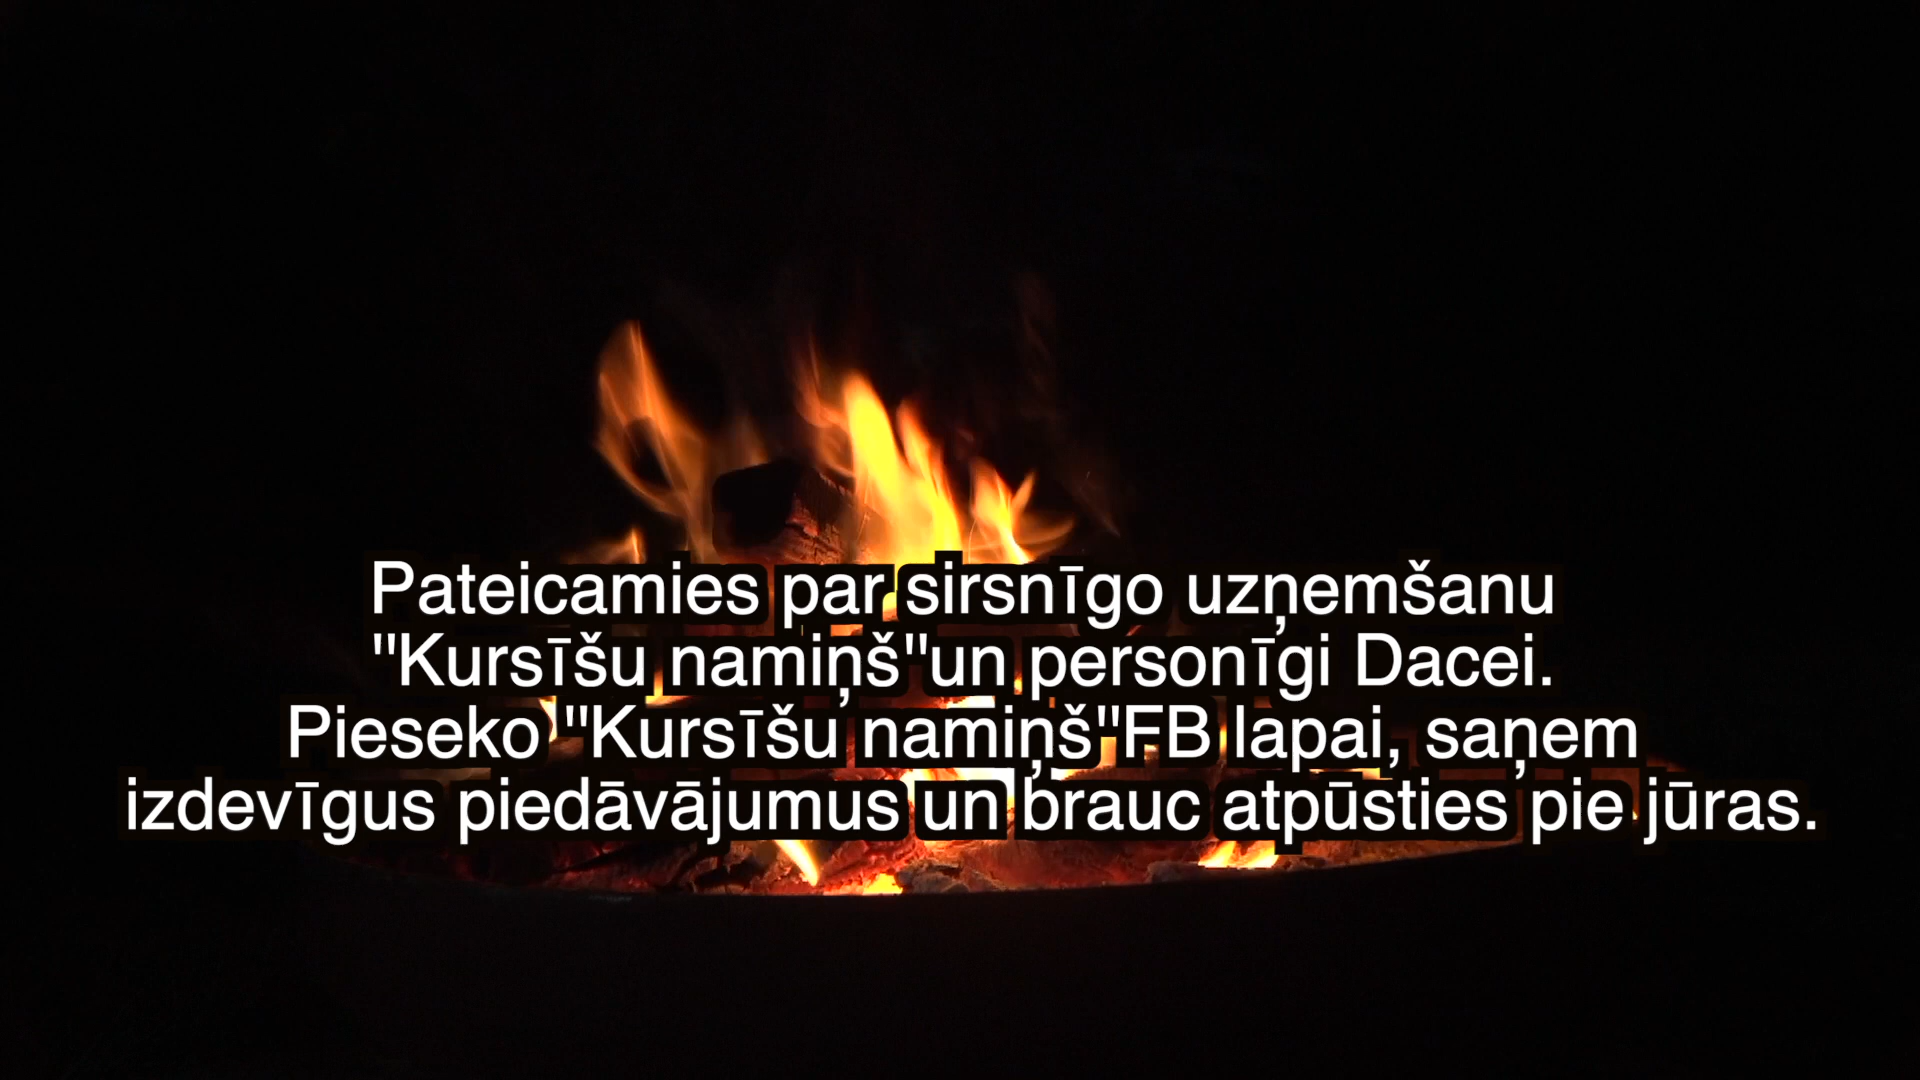 Pateicamies par sirsnīgo uzņemšanu
"Kursīšu namiņš"un personīgi Dacei.
Pieseko "Kursīšu namiņš"FB lapai, saņem
izdevīgus piedāvājumus un brauc atpūsties pie jūras.